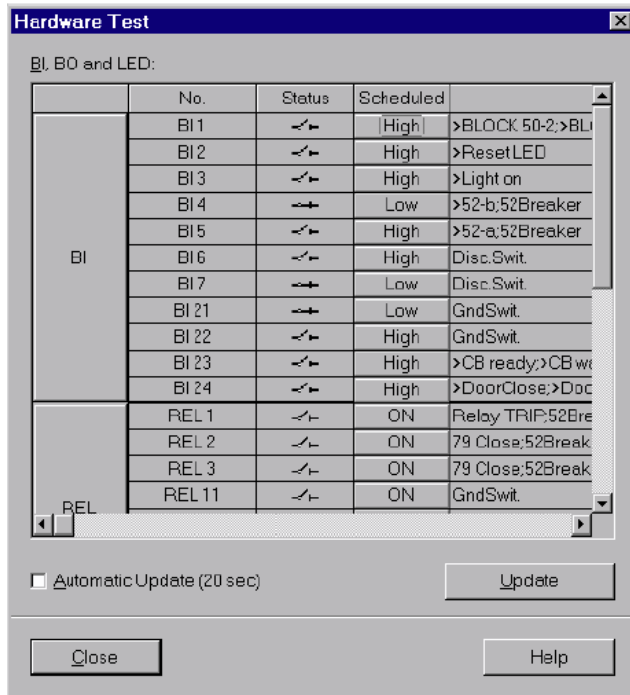 Hardware Test
BI, BO and LED:
No. Status Scheduled
BI BI 1 High >BLOCK 50-2;>BL
BI 2 High >ResetLED
BI 3 High >Light on
BI 4 Low >52-b;52Breaker
BI 5 High >52-a;52Breaker
BI 6 High Disc.Swit.
BI 7 Low Disc.Swit.
BI 21 Low GndSwit.
BI 22 High GndSwit.
BI 23 High >CB ready;>CB w
BI 24 High >DoorClose;>Doo
REL REL 1 ON Relay TRIP;52Bre
REL 2 ON 79 Close;52Break
REL 3 ON 79 Close;52Break
REL 11 ON GndSwit.
Automatic Update (20 sec) Update
Close Help